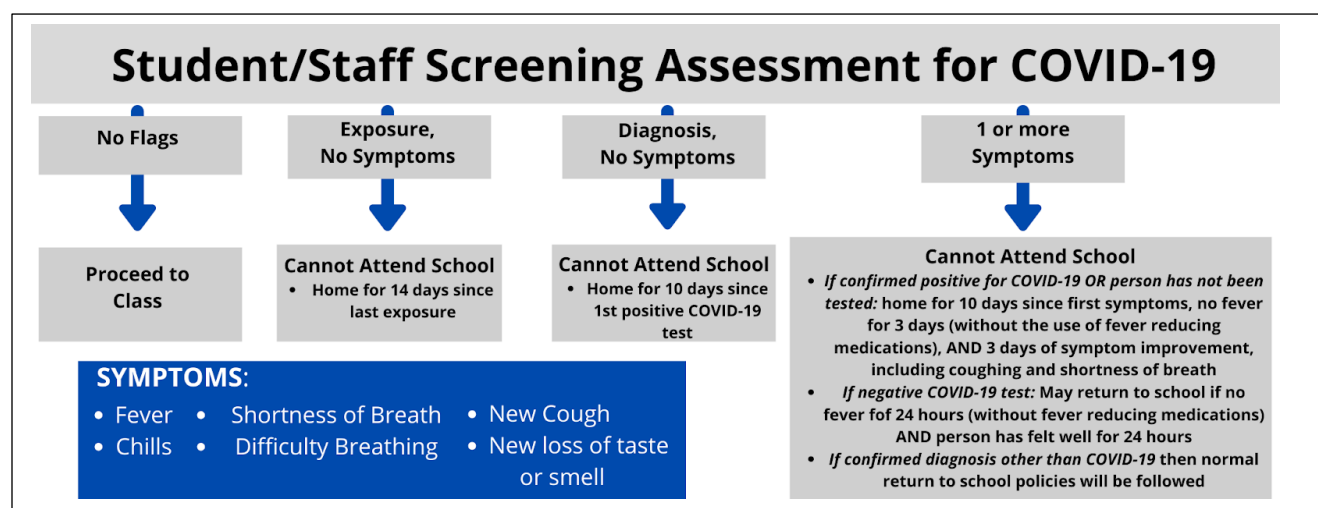 Student/Staff Screening Assessment for COVID-19
No Flags
Proceed to
Class
Exposure,
No Symptoms
Cannot Attend School
• Home for 14 days since
last exposure
Diagnosis,
No Symptoms
Cannot Attend School
• Home for 10 days since
1st positive COVID-19
test
1 or more
Symptoms
Cannot Attend School
• If confirmed positive for COVID-19 OR person has not been
tested: home for 10 days since first symptoms, no fever
for 3 days (without the use of fever reducing
medications), AND 3 days of symptom improvement,
including coughing and shortness of breath
• If negative COVID-19 test: May return to school if no
fever fof 24 hours (without fever reducing medications)
AND person has felt well for 24 hours
• If confirmed diagnosis other than COVID-19 then normal
return to school policies will be followed
SYMPTOMS:
• Fever • Shortness of Breath • New Cough
• Chills • Difficulty Breathing • New loss of taste
or smell